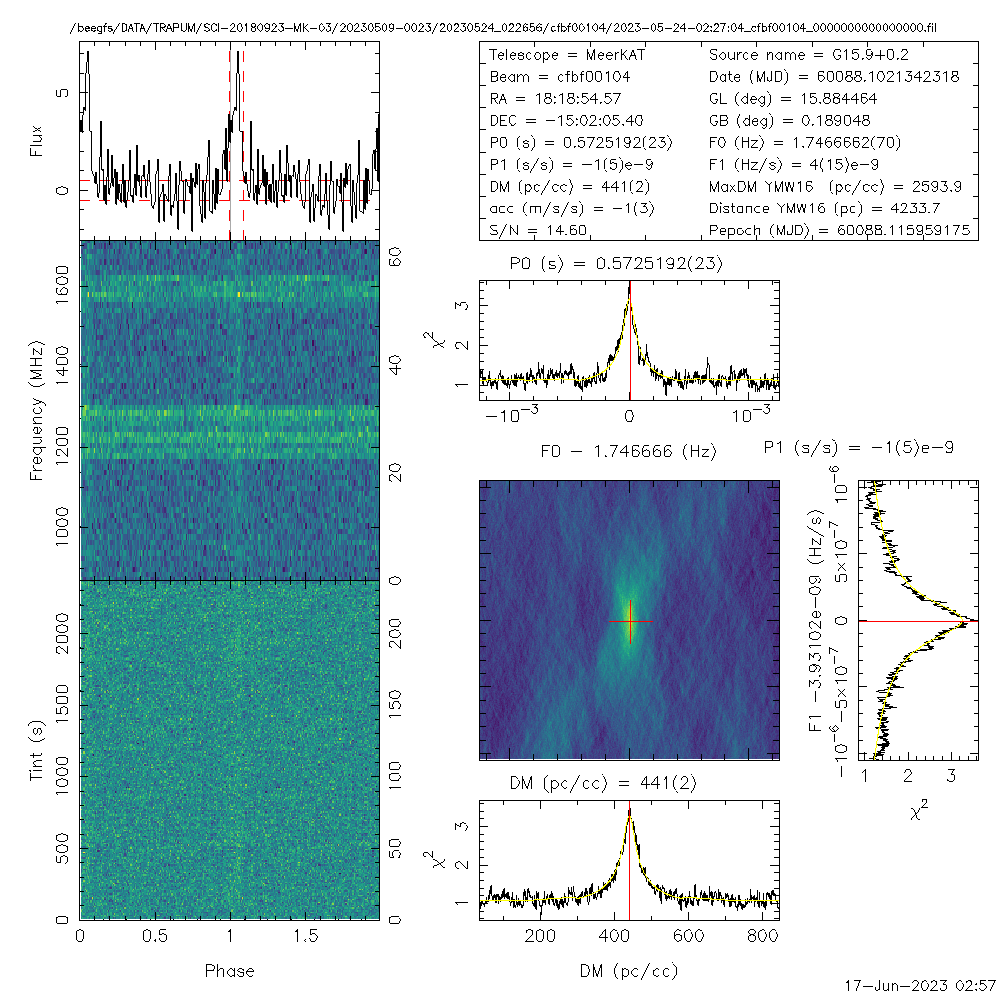 /beegfs/DATA/TRAPUM/SCI-20180923-MK-03/20230509-0023/20230524_022656/cfbf00104/2023-05-24-02:27:04_cfbf00104_0000000000000000.fil
Telescope = MeerKAT
Source name = G15.9+0.2
Beam = cfbf00104
Date (MJD) = 60088.1021342318
RA = 18:18:54.57
GL (deg) = 15.884464
DEC = -15:02:05.40
GB (deg) = 0.189048
P0 (s) = 0.5725192(23)
F0 (Hz) = 1.7466662(70)
P1 (s/s) = -1(5)e-9
F1 (Hz/s) = 4(15)e-9
DM (pc/cc) = 441(2)
MaxDM YMW16 (pc/cc) = 2593.9
acc (m/s/s) = -1(3)
Distance YMW16 (pc) = 4233.7
S/N = 14.60
Pepoch (MJD) = 60088.115959175
Flux
0 5
Frequency (MHz)
1000 1200 1400 1600
0 20 40 60
Tint (s)
0 500 1000 1500 2000
0 50 100 150 200
0 0.5 1 1.5
Phase
P0 (s) = 0.5725192(23)
χ²
1 2 3
-10⁻³ 0 10⁻³
F0 - 1.746666 (Hz)
P1 (s/s) = -1(5)e-9
F1 -3.93102e-09 (Hz/s)
-10⁻⁶ -5×10⁻⁷ 0 5×10⁻⁷ 10⁻⁶
1 2 3
χ²
DM (pc/cc) = 441(2)
χ²
1 2 3
200 400 600 800
DM (pc/cc)
17-Jun-2023 02:57